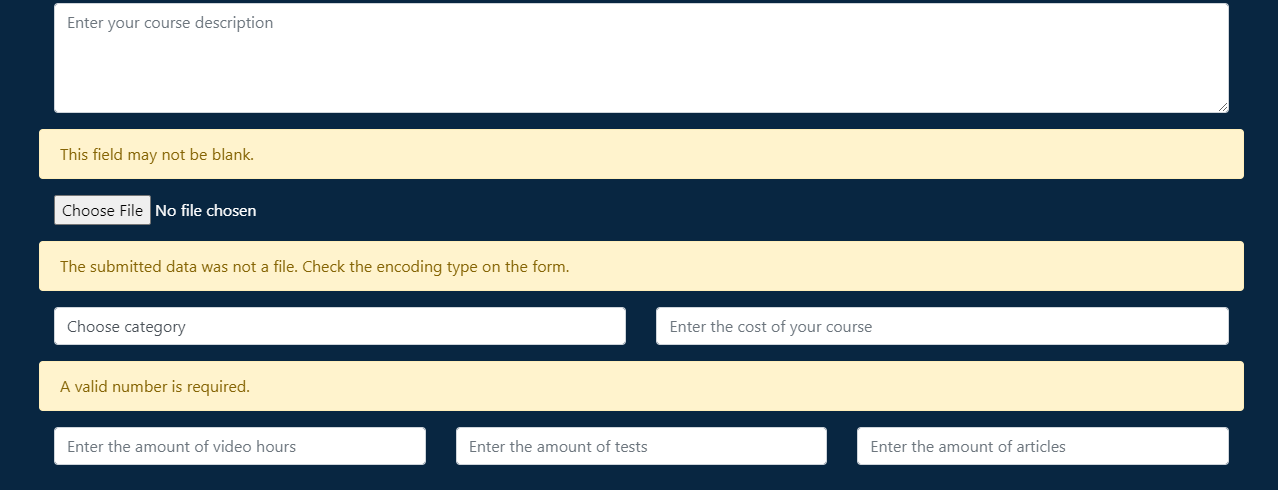 Enter your course description
This field may not be blank.
Choose File No file chosen
The submitted data was not a file. Check the encoding type on the form.
Choose category Enter the cost of your course
A valid number is required.
Enter the amount of video hours Enter the amount of tests Enter the amount of articles